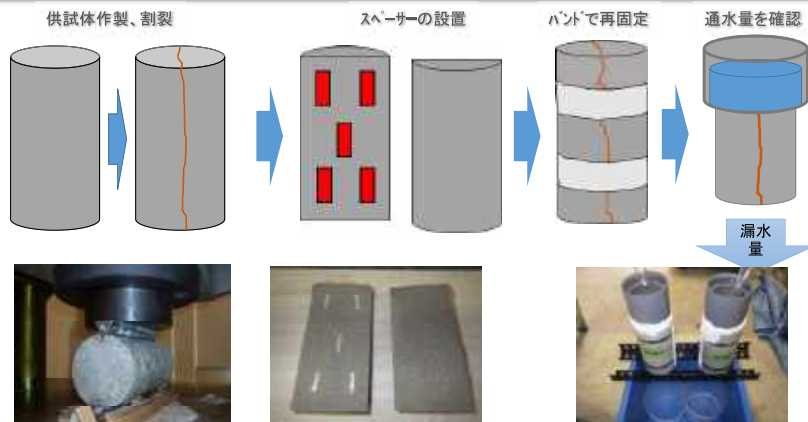 供試体作製、割裂
スペーサーの設置
バンドで再固定
通水量を確認
漏水
量